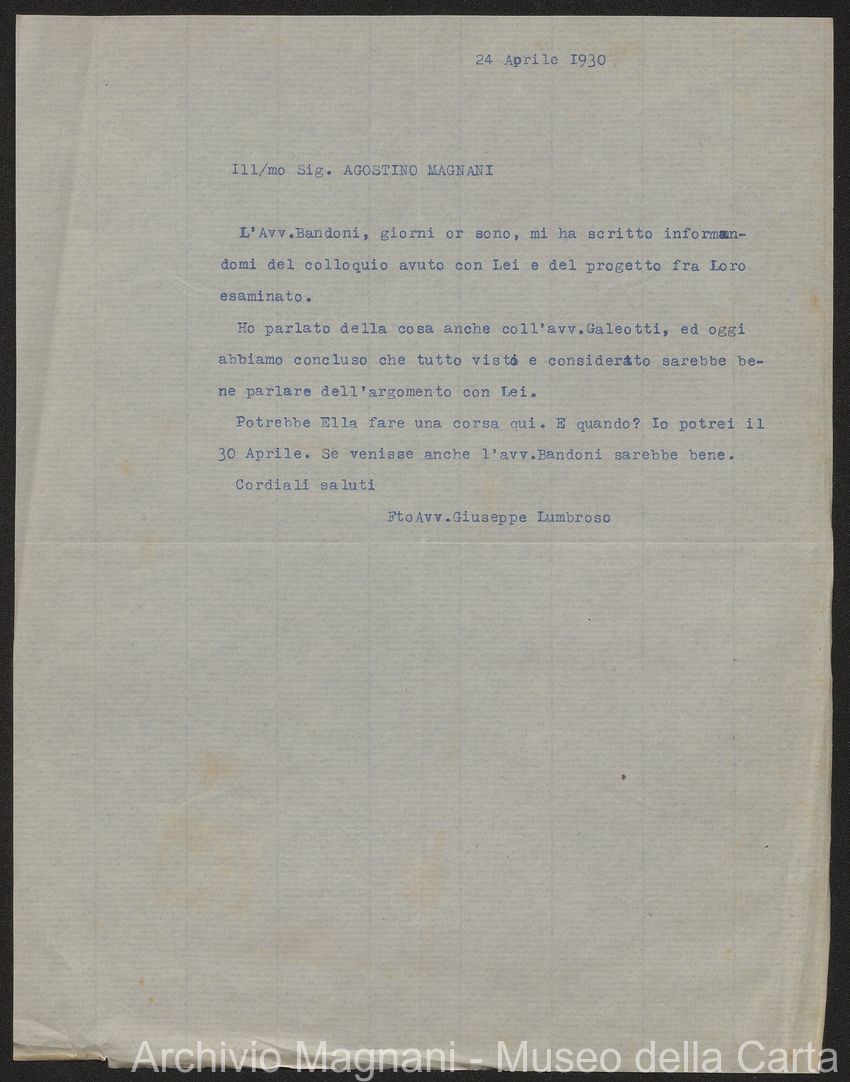 24 Aprile 1930
Ill/mo Sig. AGOSTINO MAGNANI
L'Avv.Bandoni, giorni or sono, mi ha scritto informan-
domi del colloquio avuto con Lei e del progetto fra Loro
esaminato.
Ho parlato della cosa anche coll'avv.Galeotti, ed oggi
abbiamo concluso che tutto visto e considerato sarebbe be-
ne parlare dell'argomento con Lei.
Potrebbe Ella fare una corsa qui. E quando? Io potrei il
30 Aprile. Se venisse anche l'avv.Bandoni sarebbe bene.
Cordiali saluti
FtoAvv.Giuseppe Lumbroso
Archivio Magnani - Museo della Carta